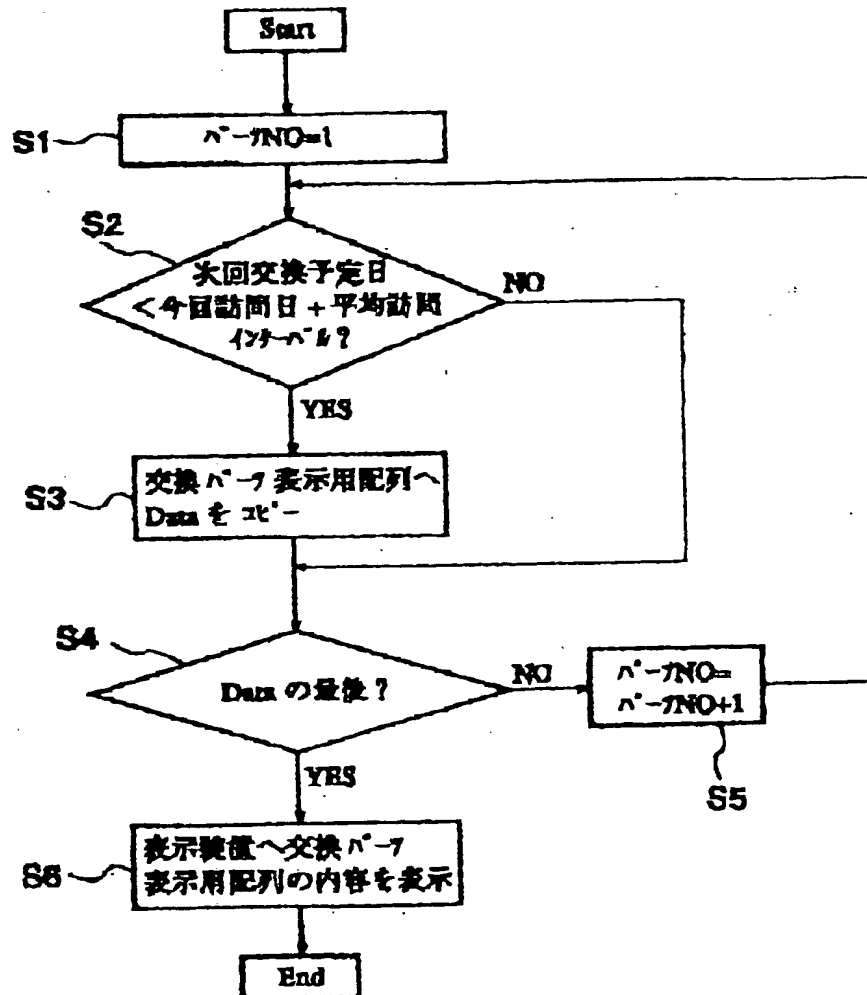 Start
S1
パーツNO=1
S2
次回交換予定日
<今回訪問日+平均訪問
インターバル?
NO
YES
S3
交換パーツ表示用配列へ
Dataをコピー
S4
Dataの最後?
NO
パーツNO=
パーツNO+1
S5
YES
S6
表示装置へ交換パーツ
表示用配列の内容を表示
End